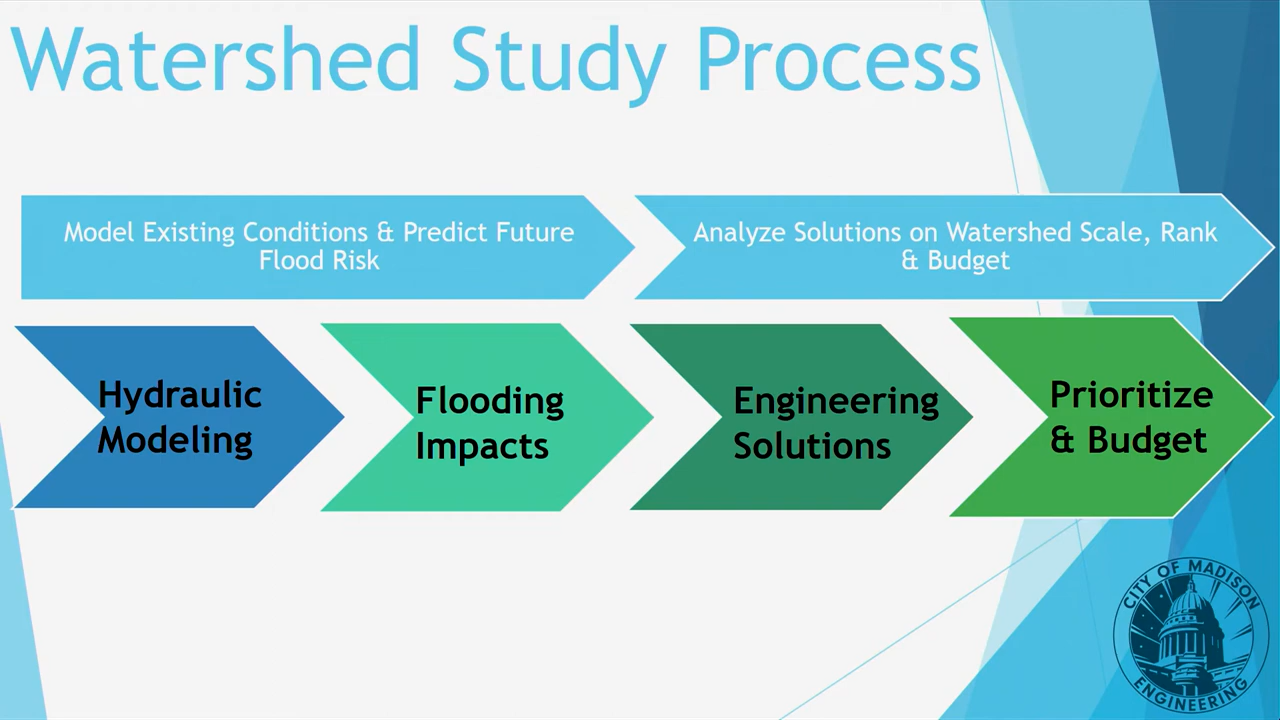 Watershed Study Process
Model Existing Conditions & Predict Future
Flood Risk
Analyze Solutions on Watershed Scale, Rank
& Budget
Hydraulic
Modeling
Flooding
Impacts
Engineering
Solutions
Prioritize
& Budget
CITY OF MADISON
ENGINEERING